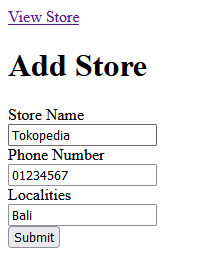 View Store
Add Store
Store Name
Tokopedia
Phone Number
01234567
Localities
Bali
Submit